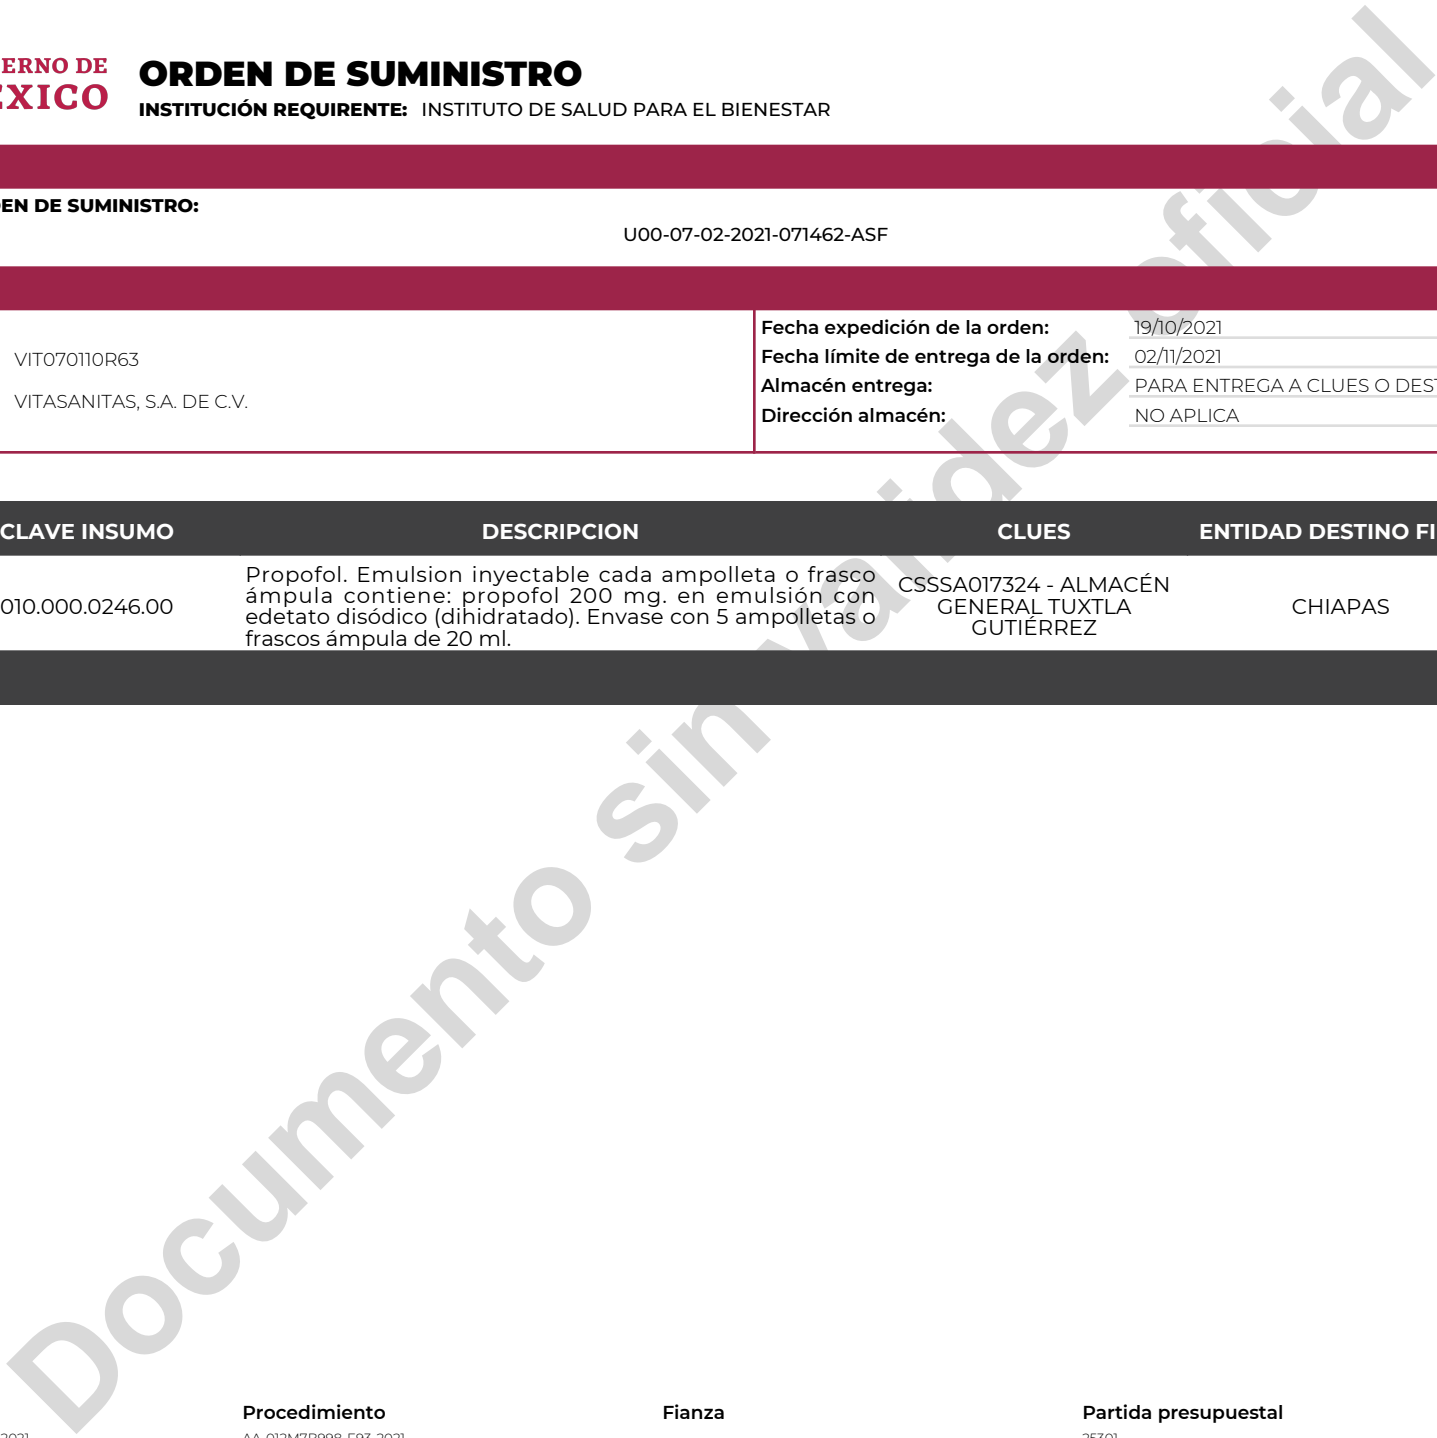 ERNO DE
EXICO
ORDEN DE SUMINISTRO
INSTITUCIÓN REQUIRENTE: INSTITUTO DE SALUD PARA EL BIENESTAR
EN DE SUMINISTRO:
U00-07-02-2021-071462-ASF
VIT070110R63
VITASANITAS, S.A. DE C.V.
Fecha expedición de la orden: 19/10/2021
Fecha límite de entrega de la orden: 02/11/2021
Almacén entrega: PARA ENTREGA A CLUES O DEST
Dirección almacén: NO APLICA
CLAVE INSUMO DESCRIPCION CLUES ENTIDAD DESTINO FI
010.000.0246.00
Propofol. Emulsion inyectable cada ampolleta o frasco
ámpula contiene: propofol 200 mg. en emulsión con
edetato disódico (dihidratado). Envase con 5 ampolletas o
frascos ámpula de 20 ml.
CSSSA017324 - ALMACÉN
GENERAL TUXTLA
GUTIÉRREZ
CHIAPAS
Documento sin validez oficial
Procedimiento Fianza Partida presupuestal